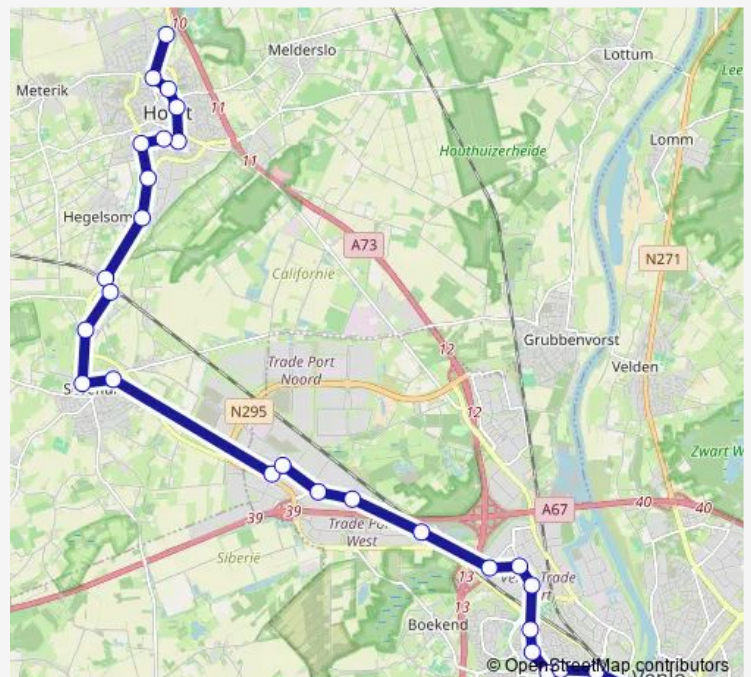 10
Melderslo
Lottum
Meterik
11
Lomm
11
Houthuizerheide
Hegelsom
A73
N271
Californie
12
Grubbenvorst
Trade Port
Noord
Velden
N295
12
Zwart W
A67
40
40
39
39
Trade Po
West
Siberië
13
Trade
13
Boekend
© OpenStreetMap contributors